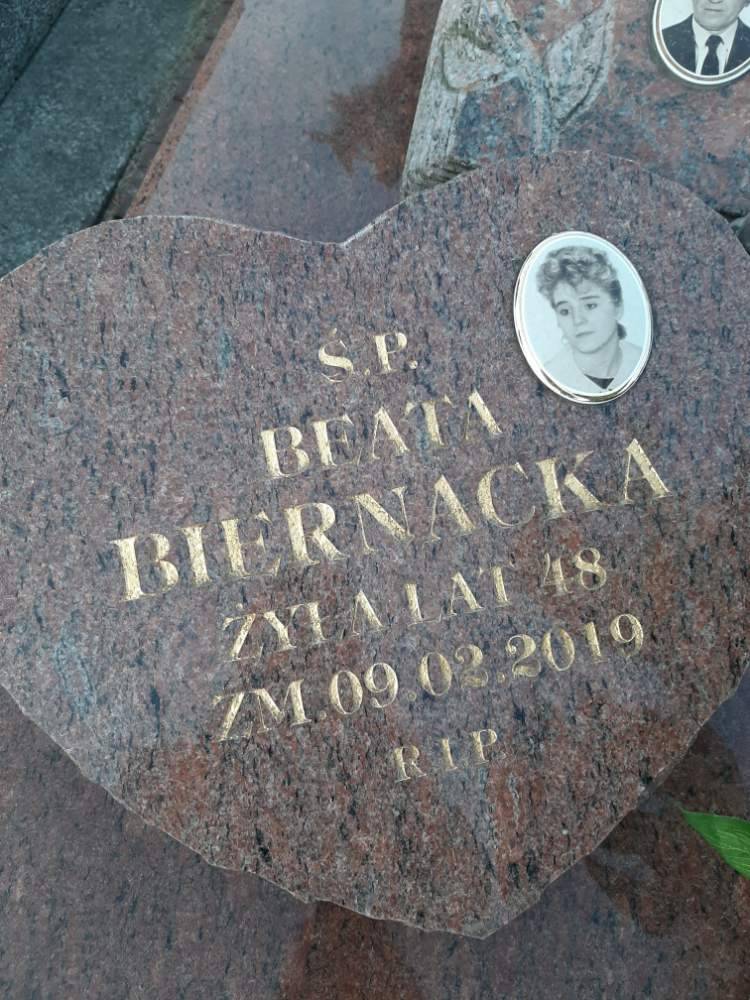 Ś.P.
BEATA
BIERNACKA
ŻYŁA LAT 48
ZM.09.02.2019
R I P